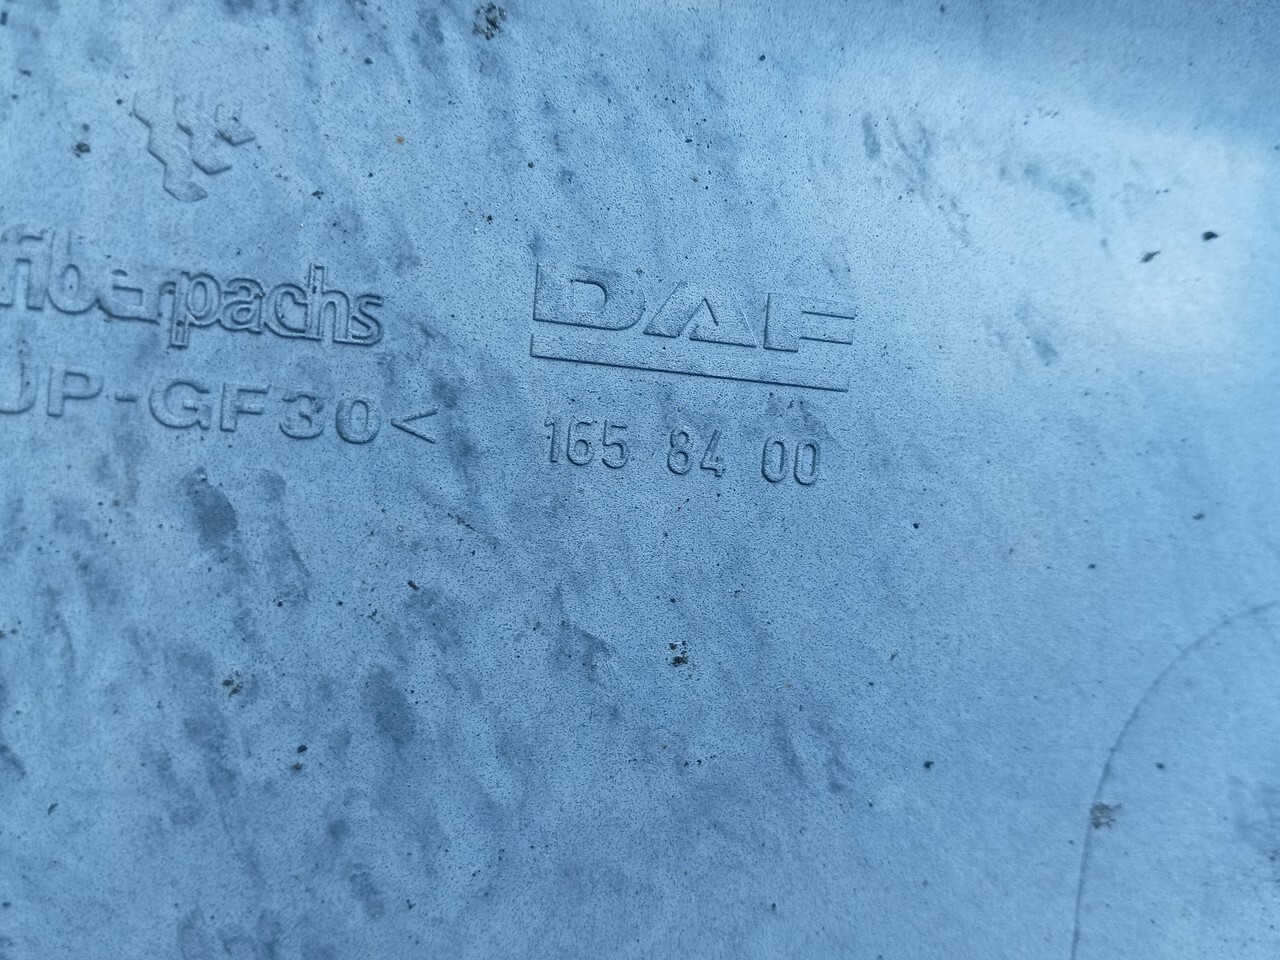 fiberpachs
UP-GF30<
DAF
165 84 00